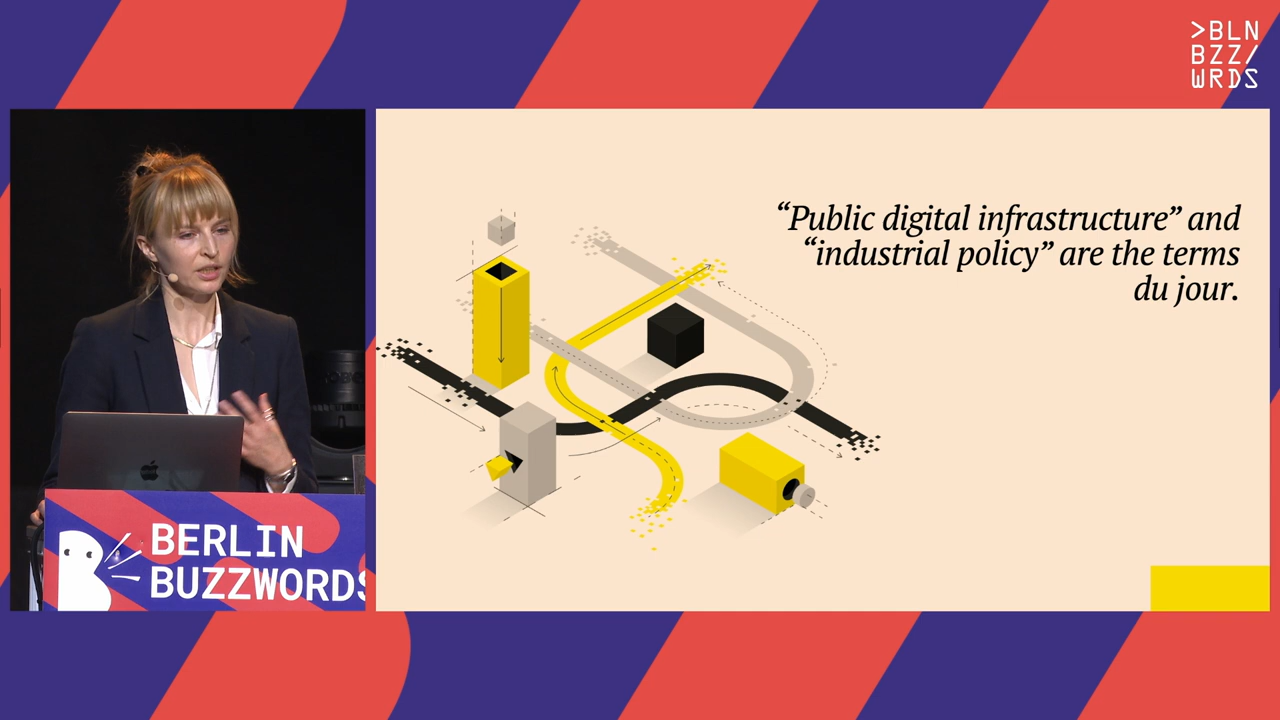 >BLN
BZZ/
WRDS
“Public digital infrastructure” and
“industrial policy” are the terms
du jour.
BERLIN
BUZZWORDS